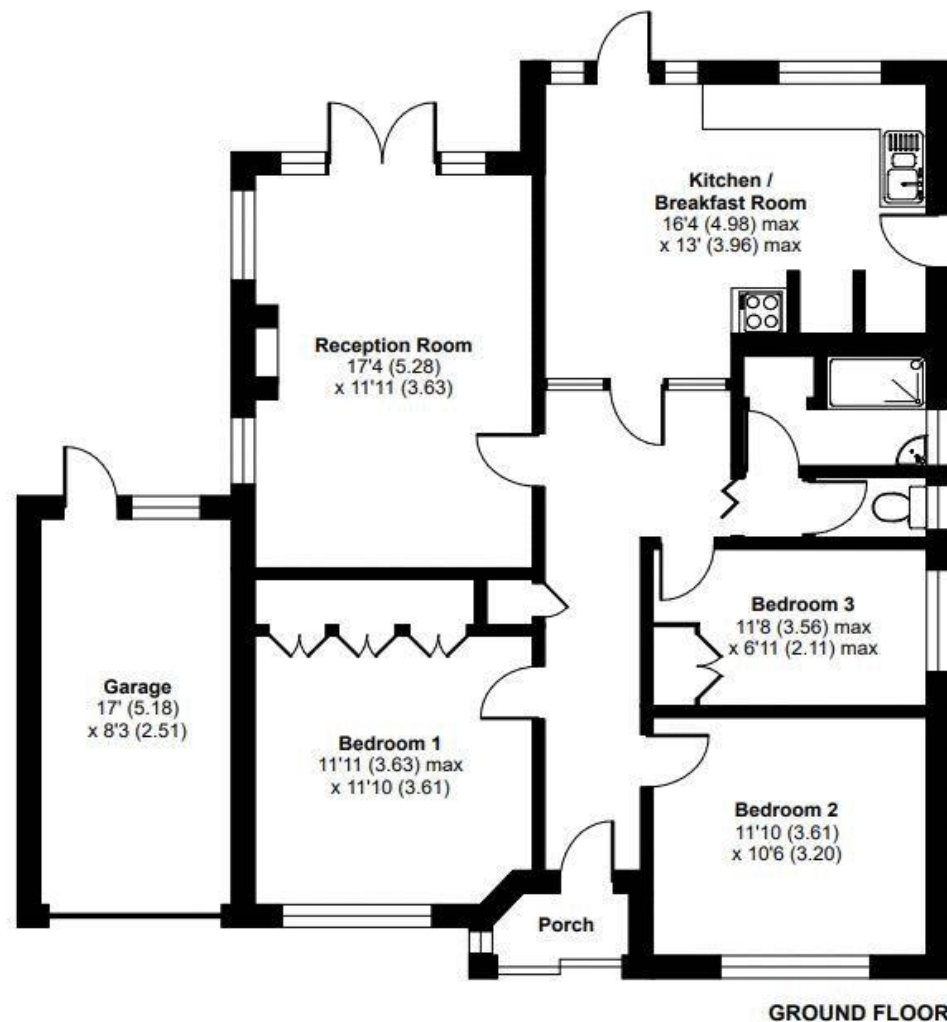 Kitchen /
Breakfast Room
16'4 (4.98) max
x 13' (3.96) max
Reception Room
17'4 (5.28)
x 11'11 (3.63)
Bedroom 3
11'8 (3.56) max
x 6'11 (2.11) max
Garage
17' (5.18)
x 8'3 (2.51)
Bedroom 1
11'11 (3.63) max
x 11'10 (3.61)
Bedroom 2
11'10 (3.61)
x 10'6 (3.20)
Porch
GROUND FLOOR